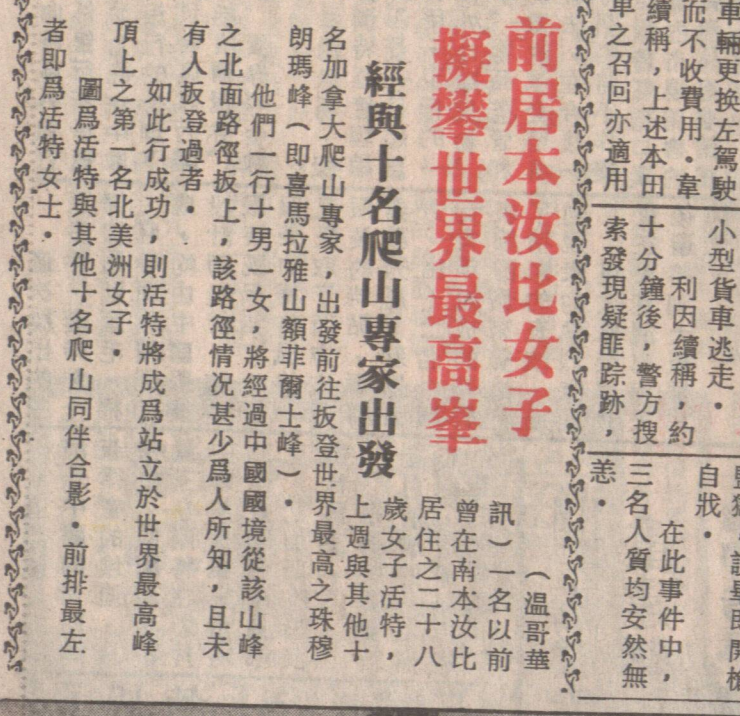 車輛更换左駕駛
而不收費用。韋
續稱，上述本田
車之召回亦適用
小型貨車逃走。
利因續稱，約
十分鐘後，警方搜
索發現疑匪踪跡，
即開槍
自戕。
在此事件中，
三名人質均安然無
恙。
前居本汝比女子
擬攀世界最高峯
經與十名爬山專家出發
（溫哥華
訊）一名以前
曾在南本汝比
居住之二十八
歲女子活特，
上週與其他十
名加拿大爬山專家，出發前往扳登世界最高之珠穆
朗瑪峰（即喜馬拉雅山額菲爾士峰）。
他們一行十男一女，將經過中國國境從該山峰
之北面路徑扳上，該路徑情况甚少爲人所知，且未
有人扳登過者。
如此行成功，則活特將成爲站立於世界最高峰
頂上之第一名北美洲女子。
圖爲活特與其他十名爬山同伴合影。前排最左
者即爲活特女士。